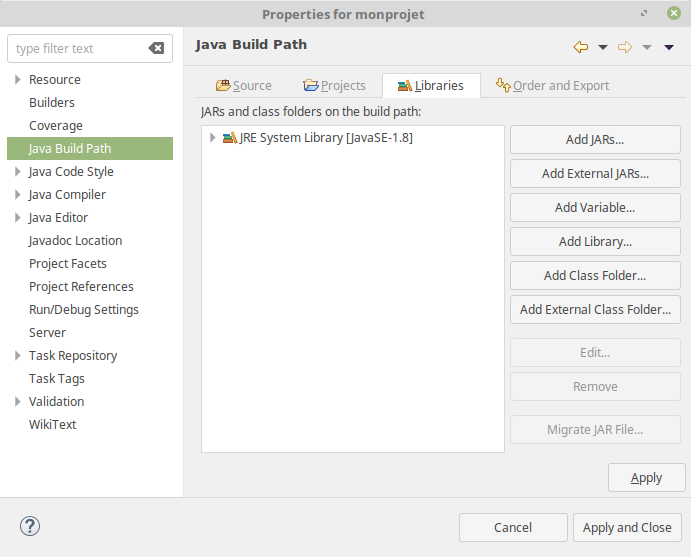 Properties for monprojet
type filter text
Resource
Builders
Coverage
Java Build Path
Java Code Style
Java Compiler
Java Editor
Javadoc Location
Project Facets
Project References
Run/Debug Settings
Server
Task Repository
Task Tags
Validation
WikiText
Java Build Path
Source
Projects
Libraries
Order and Export
JARs and class folders on the build path:
JRE System Library [JavaSE-1.8]
Add JARs...
Add External JARs...
Add Variable...
Add Library...
Add Class Folder...
Add External Class Folder...
Edit...
Remove
Migrate JAR File...
Apply
?
Cancel
Apply and Close